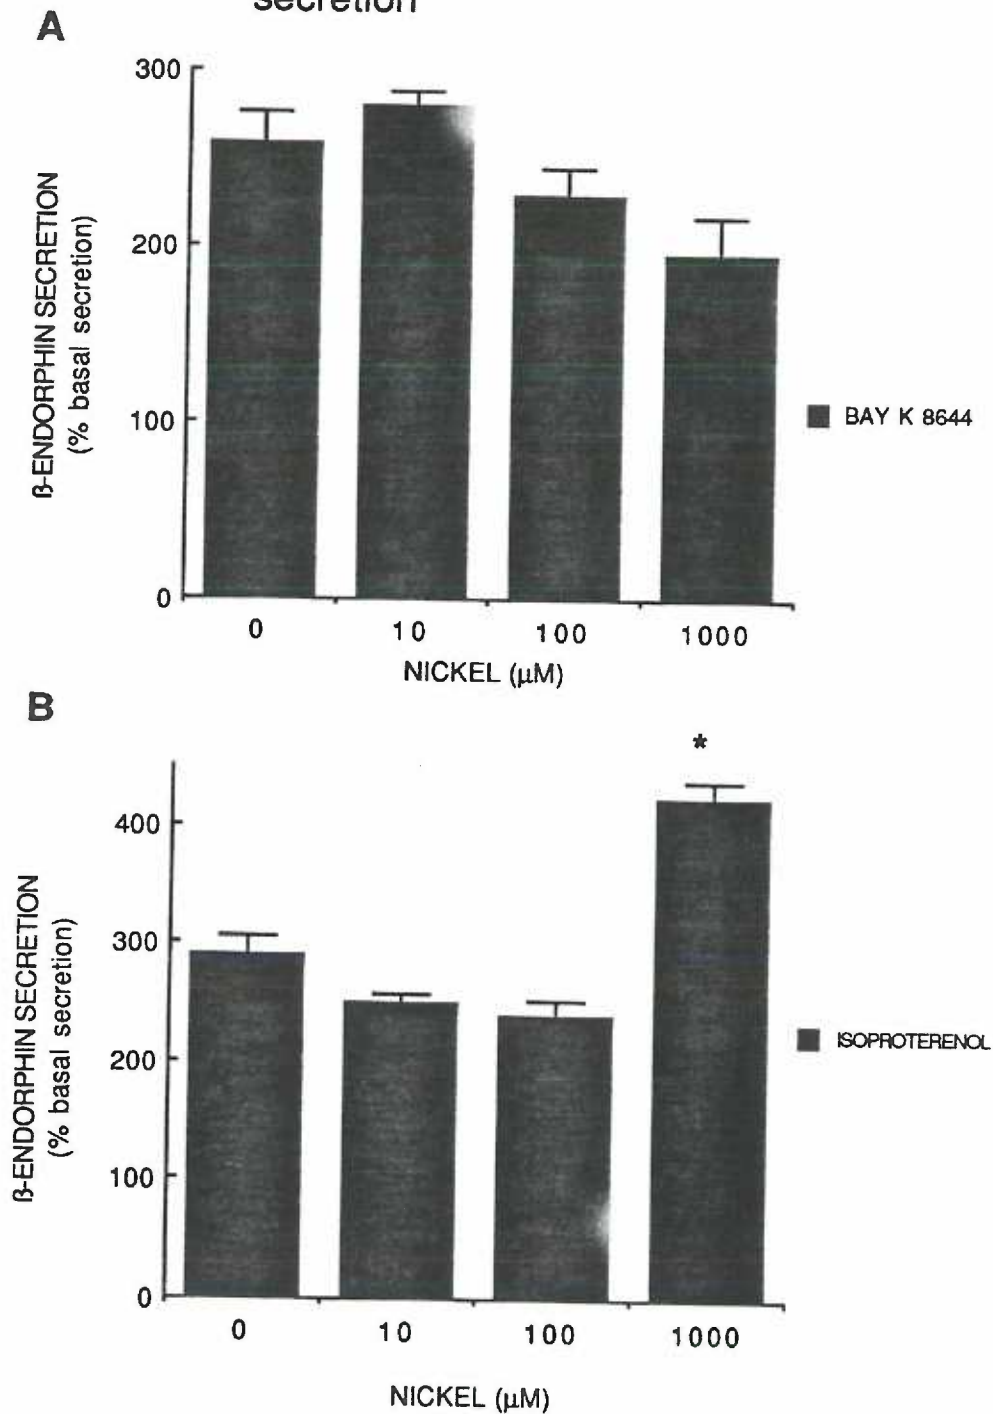 secretion
A
300
200
100
0
ß-ENDORPHIN SECRETION
(% basal secretion)
0 10 100 1000
NICKEL (µM)
BAY K 8644
B
*
400
300
200
100
0
ß-ENDORPHIN SECRETION
(% basal secretion)
0 10 100 1000
NICKEL (µM)
ISOPROTERENOL